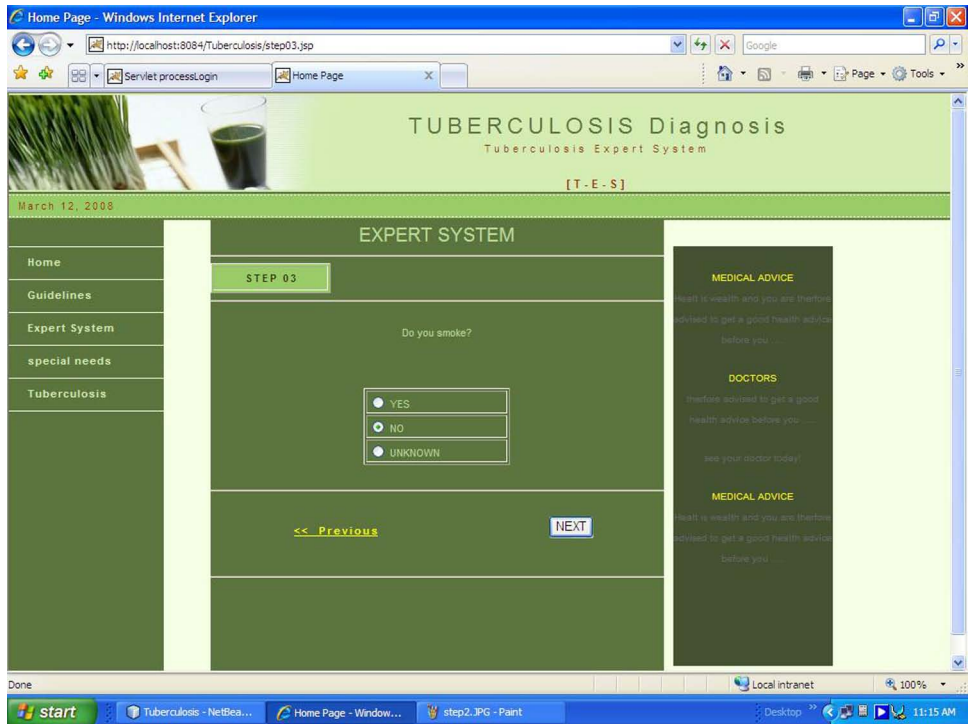 Home Page - Windows Internet Explorer
http://localhost:8084/Tuberculosis/step03.jsp
Google
Servlet processLogin
Home Page
Page
Tools
TUBERCULOSIS Diagnosis
Tuberculosis Expert System
[T-E-S]
March 12, 2008
Home
Guidelines
Expert System
special needs
Tuberculosis
EXPERT SYSTEM
STEP 03
Do you smoke?
YES
NO
UNKNOWN
<< Previous
NEXT
MEDICAL ADVICE
Healt is wealth and you are therfore
advised to get a good health advice
before you ....
DOCTORS
therfore advised to get a good
health advice before you ....
see your doctor today!
MEDICAL ADVICE
Healt is wealth and you are therfore
advised to get a good health advice
before you ....
Done
Local intranet
100%
start
Tuberculosis - NetBea...
Home Page - Window...
step2.JPG - Paint
Desktop
11:15 AM